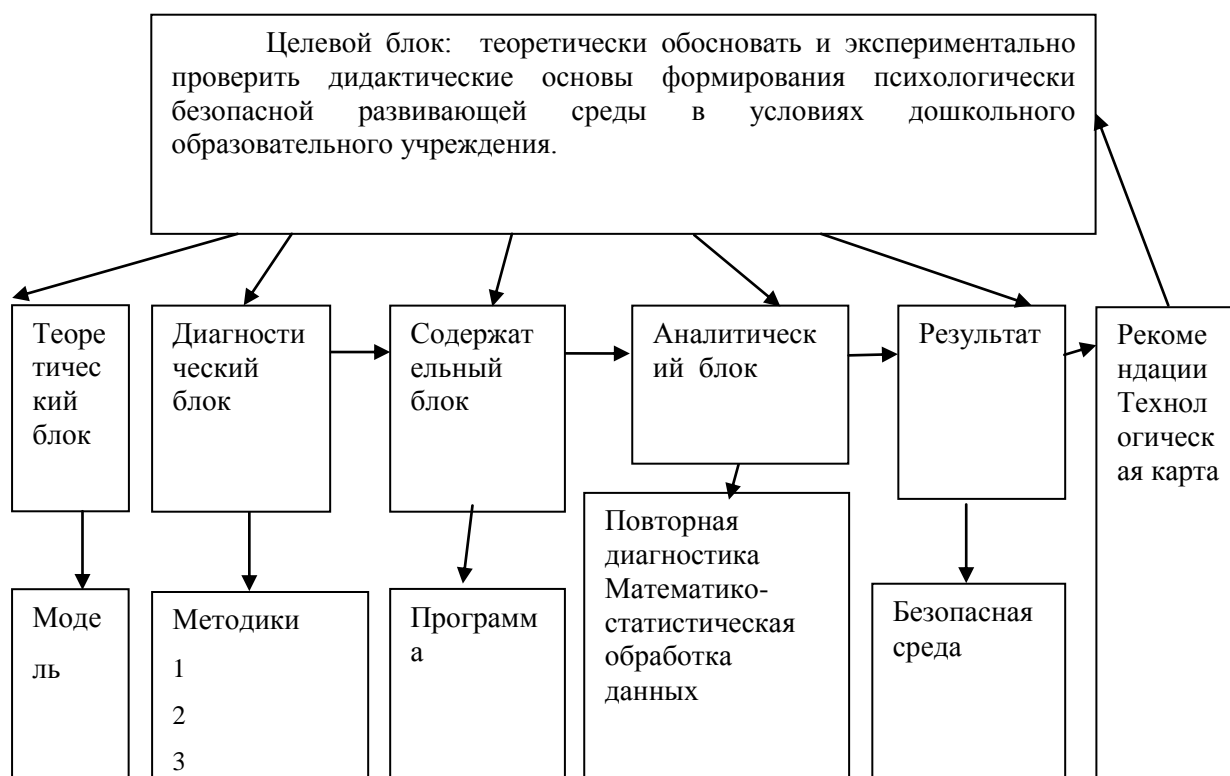 Целевой блок: теоретически обосновать и экспериментально
проверить дидактические основы формирования психологически
безопасной развивающей среды в условиях дошкольного
образовательного учреждения.
Теоре
тичес
кий
блок
Диагности
ческий
блок
Содержат
ельный
блок
Аналитическ
ий блок
Результат
Рекоме
ндации
Технол
огическ
ая карта
Моде
ль
Методики
1
2
3
Программ
а
Повторная
диагностика
Математико-
статистическая
обработка
данных
Безопасная
среда